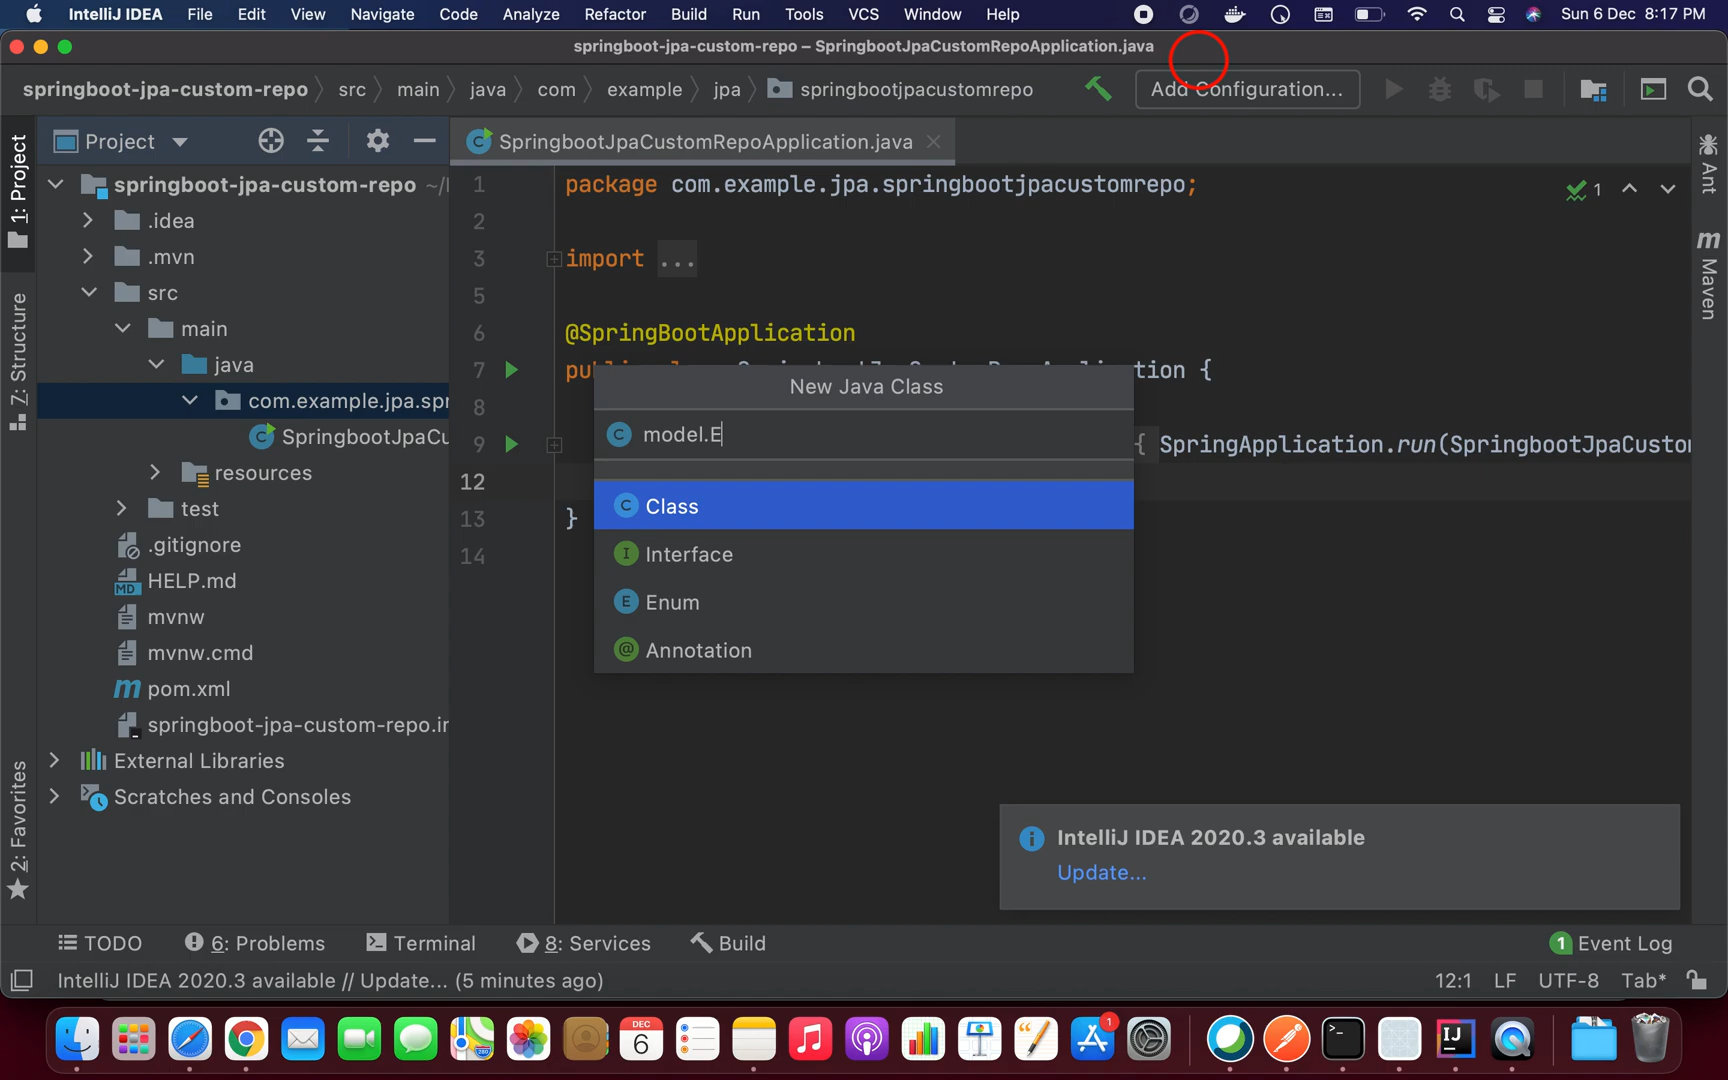 IntelliJ IDEA File Edit View Navigate Code Analyze Refactor Build Run Tools VCS Window Help Sun 6 Dec 8:17 PM
springboot-jpa-custom-repo – SpringbootJpaCustomRepoApplication.java
springboot-jpa-custom-repo src main java com example jpa springbootjpacustomrepo Add Configuration...
Project SpringbootJpaCustomRepoApplication.java
1: Project
7: Structure
2: Favorites
Ant
m Maven
springboot-jpa-custom-repo ~/
.idea
.mvn
src
main
java
com.example.jpa.spr
SpringbootJpaCu
resources
test
.gitignore
HELP.md
mvnw
mvnw.cmd
pom.xml
springboot-jpa-custom-repo.ir
External Libraries
Scratches and Consoles
1 package com.example.jpa.springbootjpacustomrepo; 1
2
3 import ...
5
6 @SpringBootApplication
7 tion {
8
9 { SpringApplication.run(SpringbootJpaCustor
12
13 }
14
New Java Class
C model.E
C Class
I Interface
E Enum
@ Annotation
IntelliJ IDEA 2020.3 available
Update...
TODO 6: Problems Terminal 8: Services Build 1 Event Log
IntelliJ IDEA 2020.3 available // Update... (5 minutes ago) 12:1 LF UTF-8 Tab*
DEC
6
1
IJ